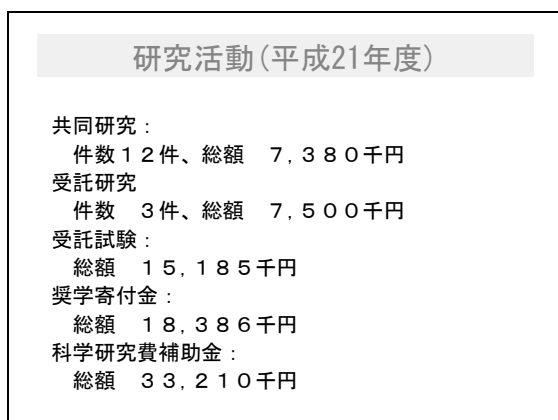 研究活動(平成21年度)
共同研究：
件数１２件、総額　７,３８０千円
受託研究
件数　３件、総額　７,５００千円
受託試験：
総額　１５,１８５千円
奨学寄付金：
総額　１８,３８６千円
科学研究費補助金：
総額　３３,２１０千円